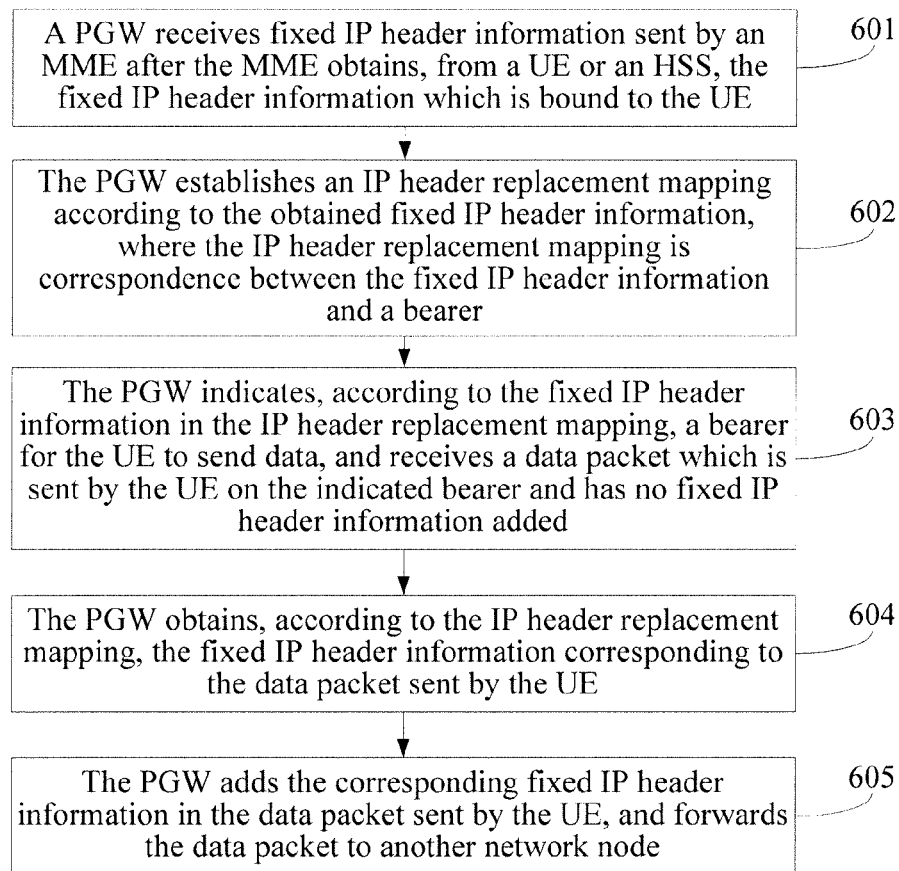 A PGW receives fixed IP header information sent by an
MME after the MME obtains, from a UE or an HSS, the
fixed IP header information which is bound to the UE
601
The PGW establishes an IP header replacement mapping
according to the obtained fixed IP header information,
where the IP header replacement mapping is
correspondence between the fixed IP header information
and a bearer
602
The PGW indicates, according to the fixed IP header
information in the IP header replacement mapping, a bearer
for the UE to send data, and receives a data packet which is
sent by the UE on the indicated bearer and has no fixed IP
header information added
603
The PGW obtains, according to the IP header replacement
mapping, the fixed IP header information corresponding to
the data packet sent by the UE
604
The PGW adds the corresponding fixed IP header
information in the data packet sent by the UE, and forwards
the data packet to another network node
605